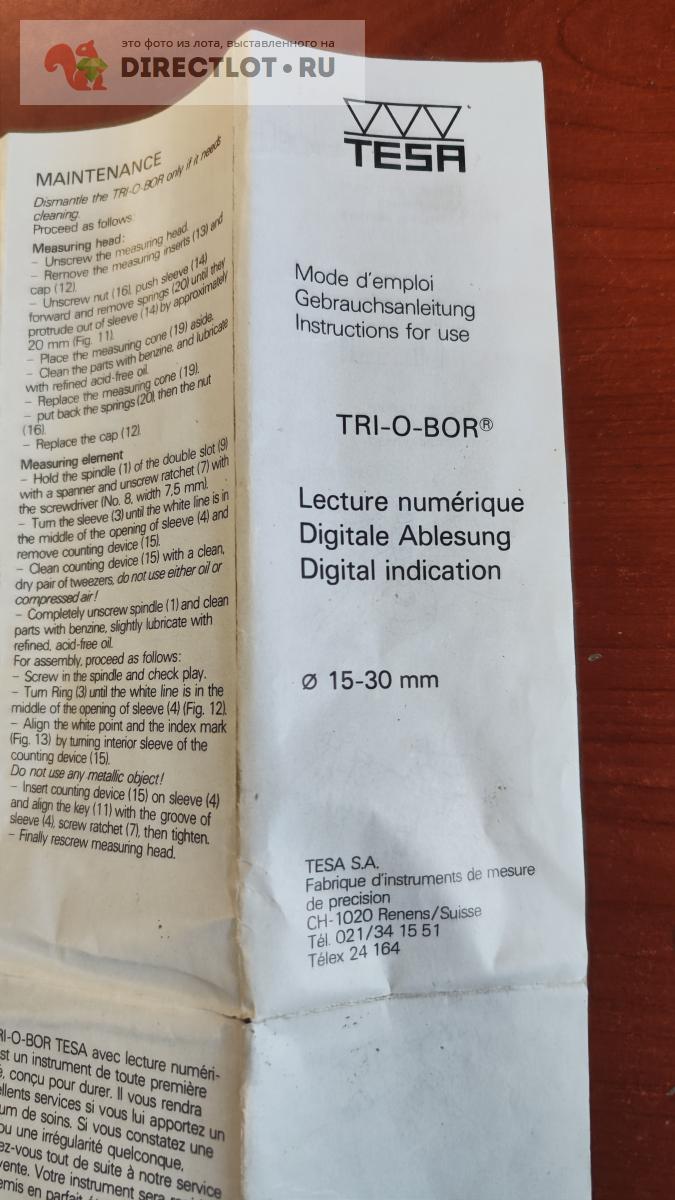 это фото из лота, выставленного на
DIRECTLOT•RU
MAINTENANCE
Dismantle the TRI-O-BOR only if it needs
cleaning.
Proceed as follows:
Measuring head:
– Unscrew the measuring head.
– Remove the measuring inserts (13) and
cap (12).
– Unscrew nut (16), push sleeve (14)
forward and remove springs (20) until they
protrude out of sleeve (14) by approximately
20 mm (Fig. 11).
– Place the measuring cone (19) aside.
– Clean the parts with benzine, and lubricate
with refined acid-free oil.
– Replace the measuring cone (19).
– put back the springs (20), then the nut
(16).
– Replace the cap (12).
Measuring element
– Hold the spindle (1) of the double slot (9)
with a spanner and unscrew ratchet (7) with
the screwdriver (No. 8, width 7,5 mm).
– Turn the sleeve (3) until the white line is in
the middle of the opening of sleeve (4) and
remove counting device (15).
– Clean counting device (15) with a clean,
dry pair of tweezers, do not use either oil or
compressed air!
– Completely unscrew spindle (1) and clean
parts with benzine, slightly lubricate with
refined, acid-free oil.
For assembly, proceed as follows:
– Screw in the spindle and check play.
– Turn Ring (3) until the white line is in the
middle of the opening of sleeve (4) (Fig. 12).
– Align the white point and the index mark
(Fig. 13) by turning interior sleeve of the
counting device (15).
Do not use any metallic object!
– Insert counting device (15) on sleeve (4)
and align the key (11) with the groove of
sleeve (4), screw ratchet (7), then tighten.
– Finally rescrew measuring head.
RI-O-BOR TESA avec lecture numéri-
st un instrument de toute première
, conçu pour durer. Il vous rendra
llents services si vous lui apportez un
um de soins. Si vous constatez une
ou une irrégularité quelconque,
ez-vous tout de suite à notre service
vente. Votre instrument sera
emis en parfait
TESA
Mode d'emploi
Gebrauchsanleitung
Instructions for use
TRI-O-BOR®
Lecture numérique
Digitale Ablesung
Digital indication
Ø 15-30 mm
TESA S.A.
Fabrique d'instruments de mesure
de precision
CH-1020 Renens/Suisse
Tél. 021/34 15 51
Télex 24 164